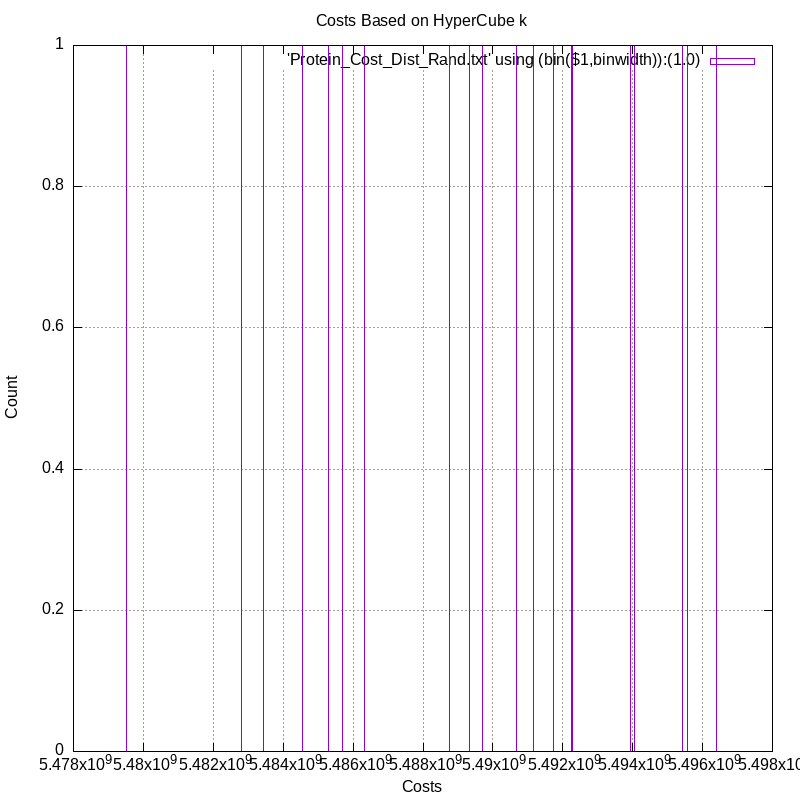 Costs Based on HyperCube k
'Protein_Cost_Dist_Rand.txt' using (bin($1,binwidth)):(1.0)
1
0.8
0.6
0.4
0.2
0
Count
5.478x10⁹ 5.48x10⁹ 5.482x10⁹ 5.484x10⁹ 5.486x10⁹ 5.488x10⁹ 5.49x10⁹ 5.492x10⁹ 5.494x10⁹ 5.496x10⁹ 5.498x10
Costs